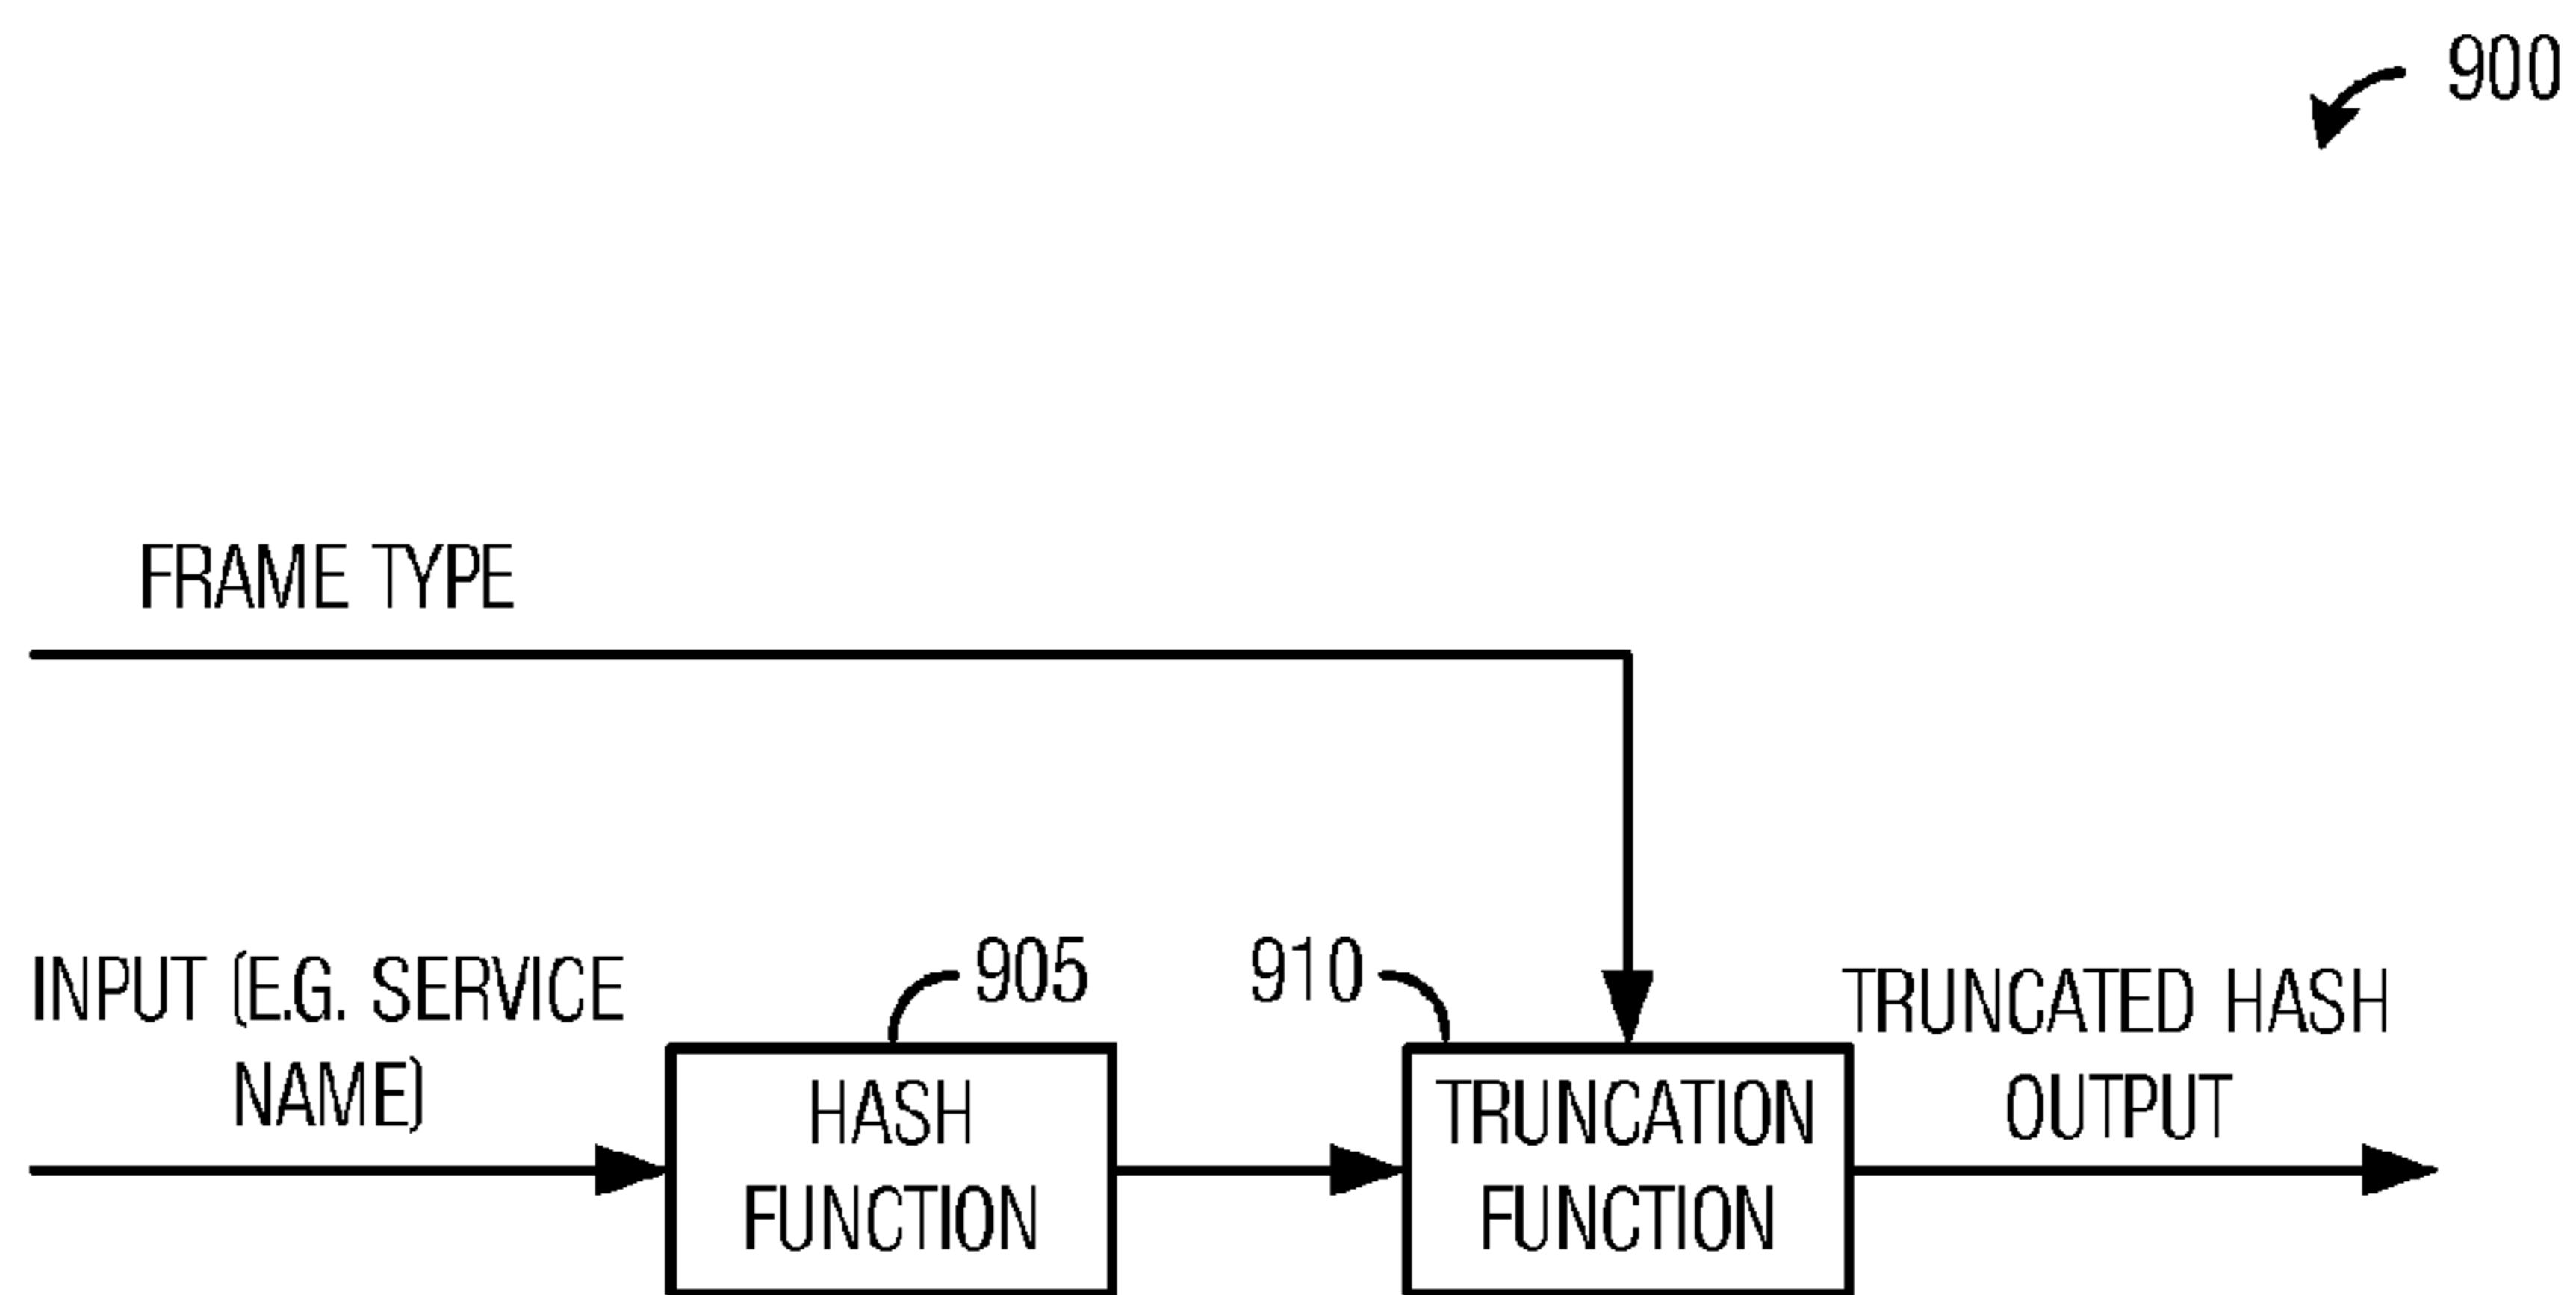 900
FRAME TYPE
INPUT (E.G. SERVICE
NAME)
905
910
TRUNCATED HASH
OUTPUT
HASH
FUNCTION
TRUNCATION
FUNCTION